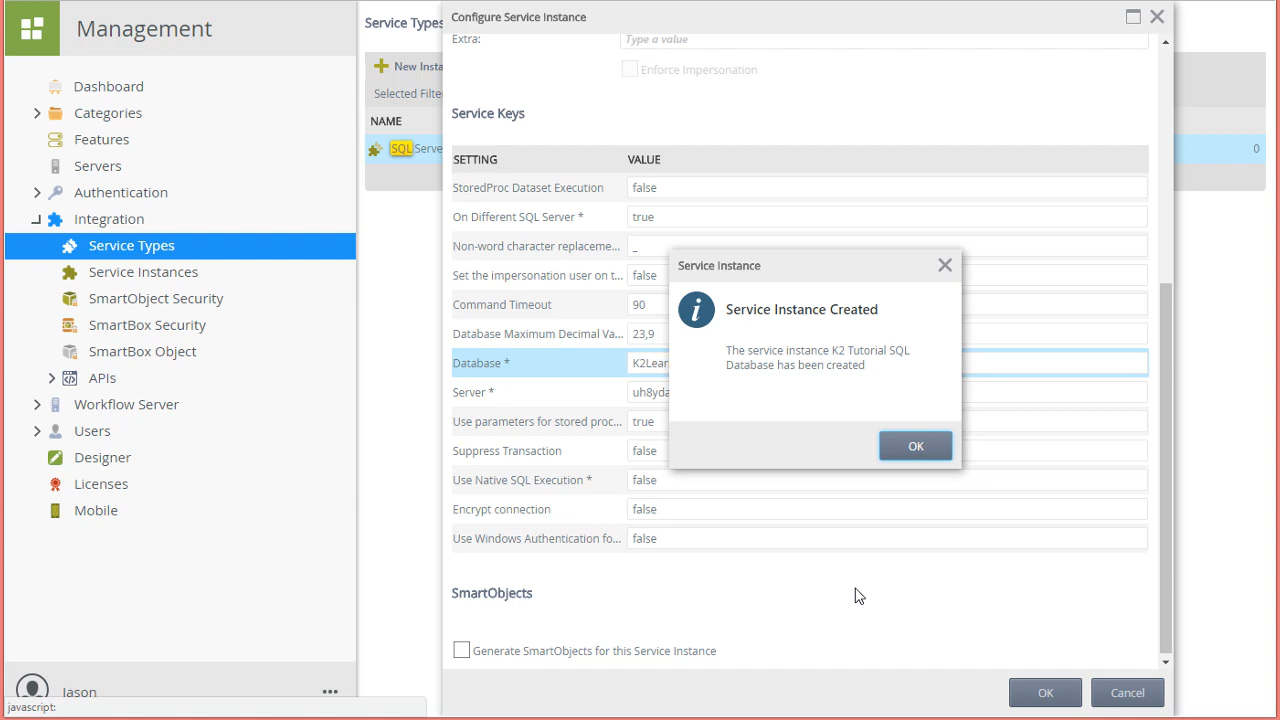 Management
Dashboard
Categories
Features
Servers
Authentication
Integration
Service Types
Service Instances
SmartObject Security
SmartBox Security
SmartBox Object
APIs
Workflow Server
Users
Designer
Licenses
Mobile
Jason
javascript:
Service Types
New Insta
Selected Filte
NAME
SQL Serve
0
Configure Service Instance
Extra:
Type a value
Enforce Impersonation
Service Keys
SETTING VALUE
StoredProc Dataset Execution false
On Different SQL Server * true
Non-word character replaceme... _
Set the impersonation user on t... false
Command Timeout 90
Database Maximum Decimal Va... 23,9
Database * K2Lear
Server * uh8yda
Use parameters for stored proc... true
Suppress Transaction false
Use Native SQL Execution * false
Encrypt connection false
Use Windows Authentication fo... false
SmartObjects
Generate SmartObjects for this Service Instance
OK Cancel
Service Instance
Service Instance Created
The service instance K2 Tutorial SQL
Database has been created
OK